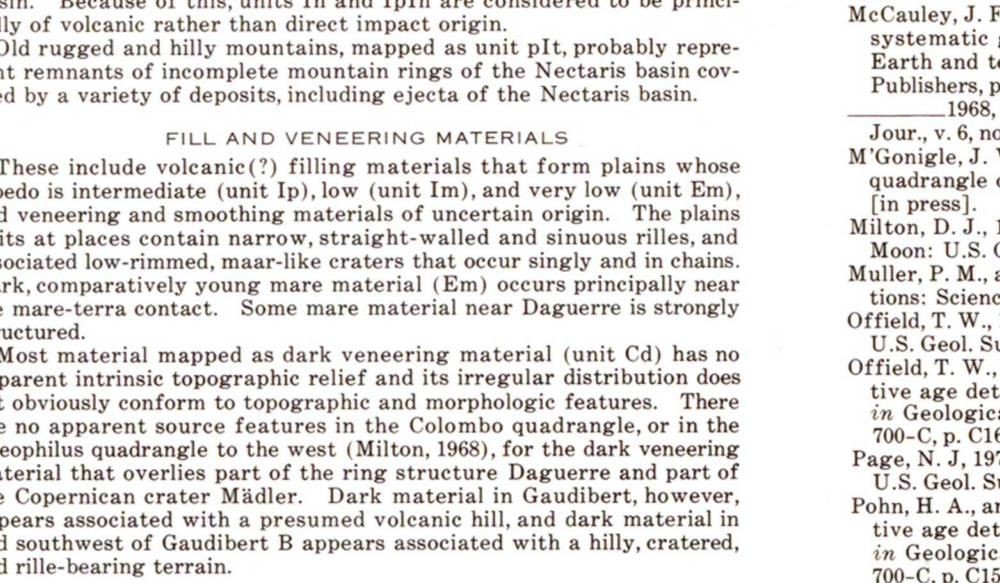 sin. Because of this, units In and IpIn are considered to be princi-
lly of volcanic rather than direct impact origin.
Old rugged and hilly mountains, mapped as unit pIt, probably repre-
nt remnants of incomplete mountain rings of the Nectaris basin cov-
ed by a variety of deposits, including ejecta of the Nectaris basin.
FILL AND VENEERING MATERIALS
These include volcanic(?) filling materials that form plains whose
bedo is intermediate (unit Ip), low (unit Im), and very low (unit Em),
d veneering and smoothing materials of uncertain origin. The plains
its at places contain narrow, straight-walled and sinuous rilles, and
sociated low-rimmed, maar-like craters that occur singly and in chains.
rk, comparatively young mare material (Em) occurs principally near
e mare-terra contact. Some mare material near Daguerre is strongly
ructured.
Most material mapped as dark veneering material (unit Cd) has no
parent intrinsic topographic relief and its irregular distribution does
t obviously conform to topographic and morphologic features. There
e no apparent source features in the Colombo quadrangle, or in the
eophilus quadrangle to the west (Milton, 1968), for the dark veneering
aterial that overlies part of the ring structure Daguerre and part of
e Copernican crater Mädler. Dark material in Gaudibert, however,
pears associated with a presumed volcanic hill, and dark material in
d southwest of Gaudibert B appears associated with a hilly, cratered,
d rille-bearing terrain.
McCauley, J. F
systematic g
Earth and te
Publishers, p
______1968,
Jour., v. 6, no
M'Gonigle, J. W
quadrangle o
[in press].
Milton, D. J., 1
Moon: U.S. G
Muller, P. M., a
tions: Scienc
Offield, T. W.,
U.S. Geol. Su
Offield, T. W.,
tive age det
in Geologica
700-C, p. C16
Page, N. J, 197
U.S. Geol. Su
Pohn, H. A., an
tive age det
in Geologic
700-C, p. C15